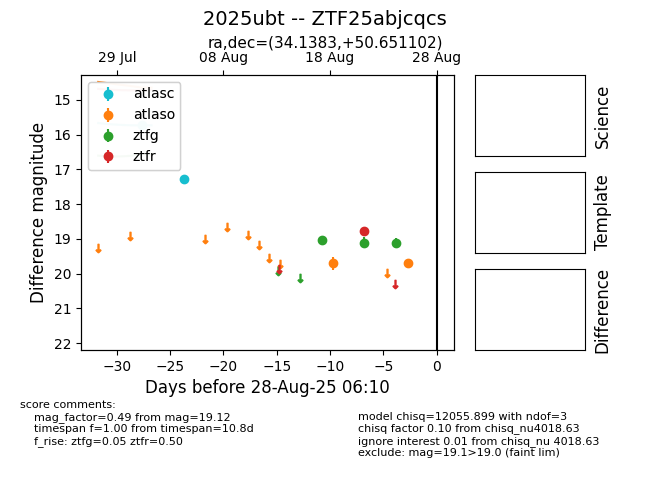 2025ubt -- ZTF25abjcqcs
ra,dec=(34.1383,+50.651102)
29 Jul
08 Aug
18 Aug
28 Aug
atlasc
atlaso
ztfg
ztfr
15
16
17
18
19
20
21
22
Difference magnitude
−30
−25
−20
−15
−10
−5
0
Days before 28-Aug-25 06:10
Science
Template
Difference
score comments:
mag_factor=0.49 from mag=19.12
timespan f=1.00 from timespan=10.8d
f_rise: ztfg=0.05 ztfr=0.50
model chisq=12055.899 with ndof=3
chisq factor 0.10 from chisq_nu4018.63
ignore interest 0.01 from chisq_nu 4018.63
exclude: mag=19.1>19.0 (faint lim)